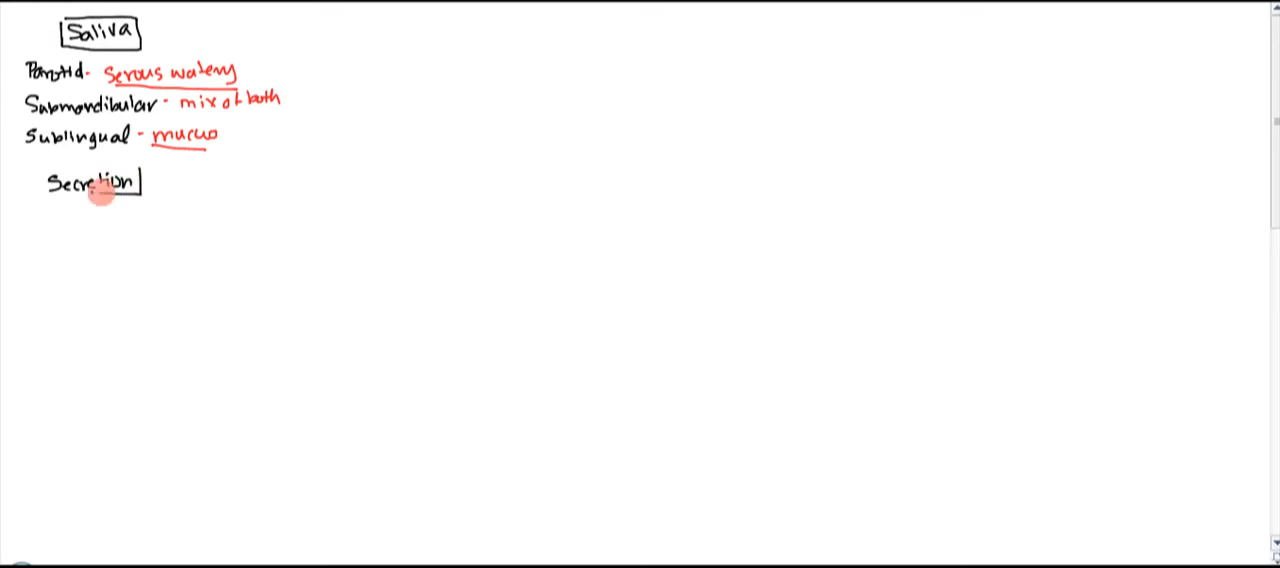 Saliva
Parotid - Serous watery
Submandibular - mix of both
Sublingual - mucus
Secretion